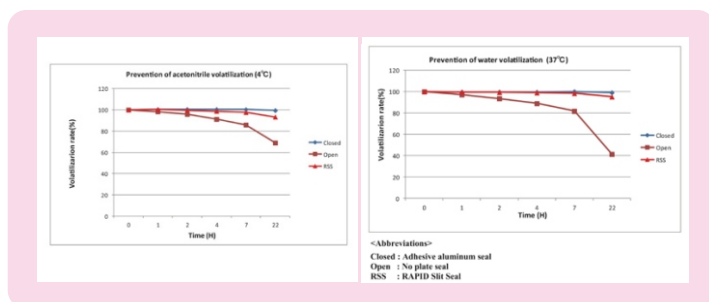 Prevention of acetonitrile volatilization (4℃)
Volatilizarion rate(%)
120
100
80
60
40
20
0
0 1 2 4 7 22
Time (H)
Closed
Open
RSS
Prevention of water volatilization (37℃)
Volatilizarion rate(%)
120
100
80
60
40
20
0
0 1 2 4 7 22
Time (H)
Closed
Open
RSS
<Abbreviations>
Closed : Adhesive aluminum seal
Open : No plate seal
RSS : RAPID Slit Seal